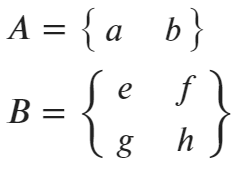 A = { a b }
B = { e f
g h }